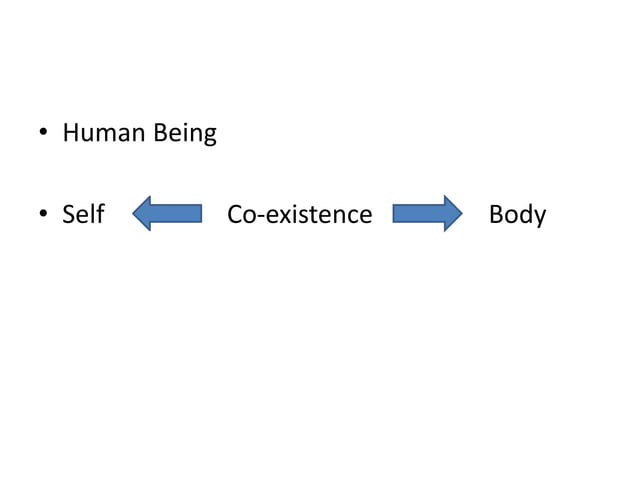 • Human Being
• Self Co-existence Body